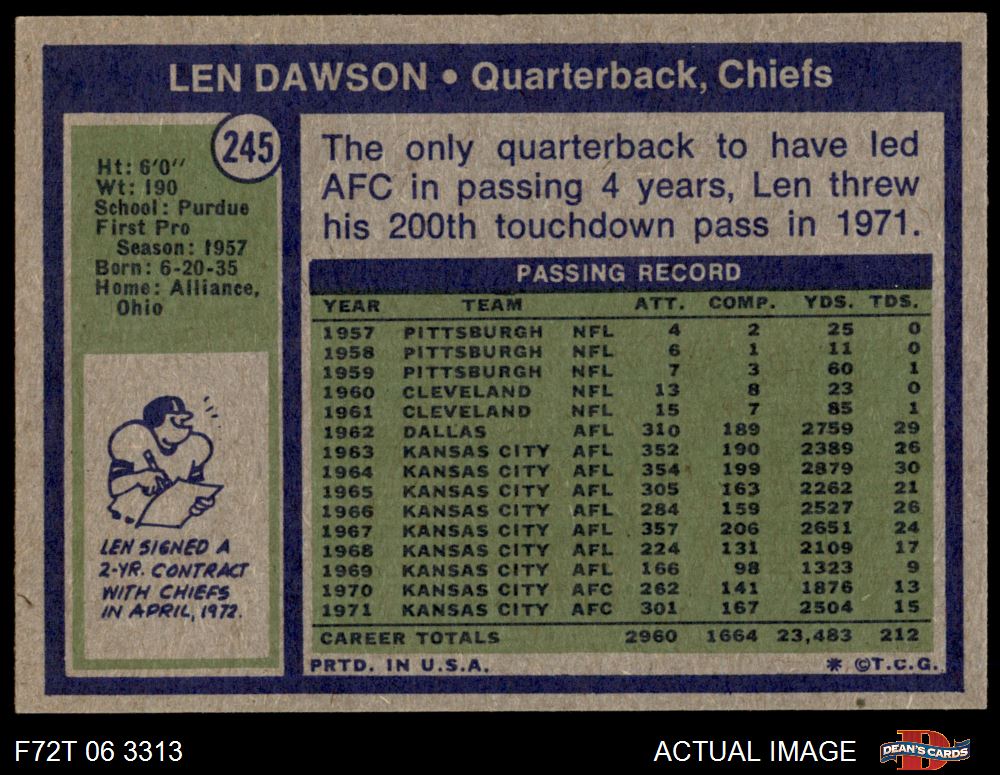 LEN DAWSON • Quarterback, Chiefs
245
Ht: 6'0"
Wt: 190
School: Purdue
First Pro
Season: 1957
Born: 6-20-35
Home: Alliance,
Ohio
LEN SIGNED A
2-YR. CONTRACT
WITH CHIEFS
IN APRIL, 1972.
The only quarterback to have led
AFC in passing 4 years, Len threw
his 200th touchdown pass in 1971.
PASSING RECORD
YEAR TEAM ATT. COMP. YDS. TDS.
1957 PITTSBURGH NFL 4 2 25 0
1958 PITTSBURGH NFL 6 1 11 0
1959 PITTSBURGH NFL 7 3 60 1
1960 CLEVELAND NFL 13 8 23 0
1961 CLEVELAND NFL 15 7 85 1
1962 DALLAS AFL 310 189 2759 29
1963 KANSAS CITY AFL 352 190 2389 26
1964 KANSAS CITY AFL 354 199 2879 30
1965 KANSAS CITY AFL 305 163 2262 21
1966 KANSAS CITY AFL 284 159 2527 26
1967 KANSAS CITY AFL 357 206 2651 24
1968 KANSAS CITY AFL 224 131 2109 17
1969 KANSAS CITY AFL 166 98 1323 9
1970 KANSAS CITY AFC 262 141 1876 13
1971 KANSAS CITY AFC 301 167 2504 15
CAREER TOTALS 2960 1664 23,483 212
PRTD. IN U.S.A. * ©T.C.G.
F72T 06 3313 ACTUAL IMAGE DEAN'S CARDS